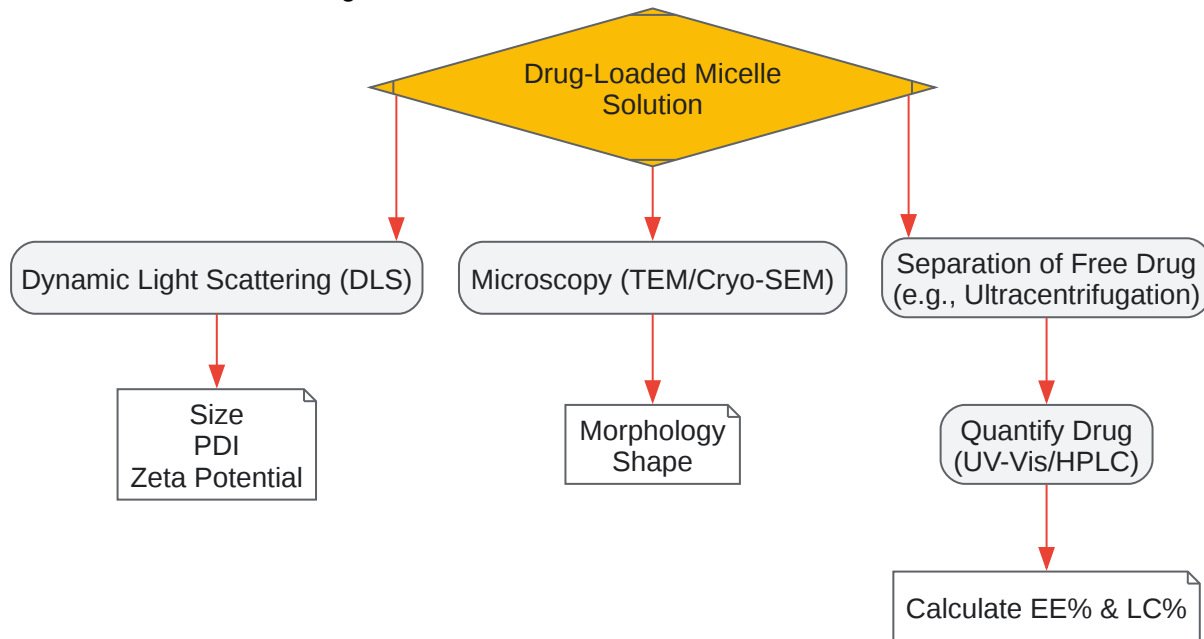 Drug-Loaded Micelle
Solution
Dynamic Light Scattering (DLS)
Microscopy (TEM/Cryo-SEM)
Separation of Free Drug
(e.g., Ultracentrifugation)
Size
PDI
Zeta Potential
Morphology
Shape
Quantify Drug
(UV-Vis/HPLC)
Calculate EE% & LC%